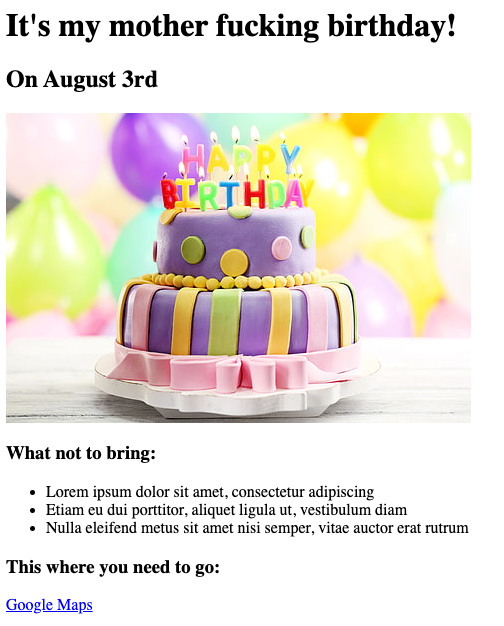 It's my mother fucking birthday!
On August 3rd
HAPPY
BIRTHDAY
What not to bring:
Lorem ipsum dolor sit amet, consectetur adipiscing
Etiam eu dui porttitor, aliquet ligula ut, vestibulum diam
Nulla eleifend metus sit amet nisi semper, vitae auctor erat rutrum
This where you need to go:
Google Maps